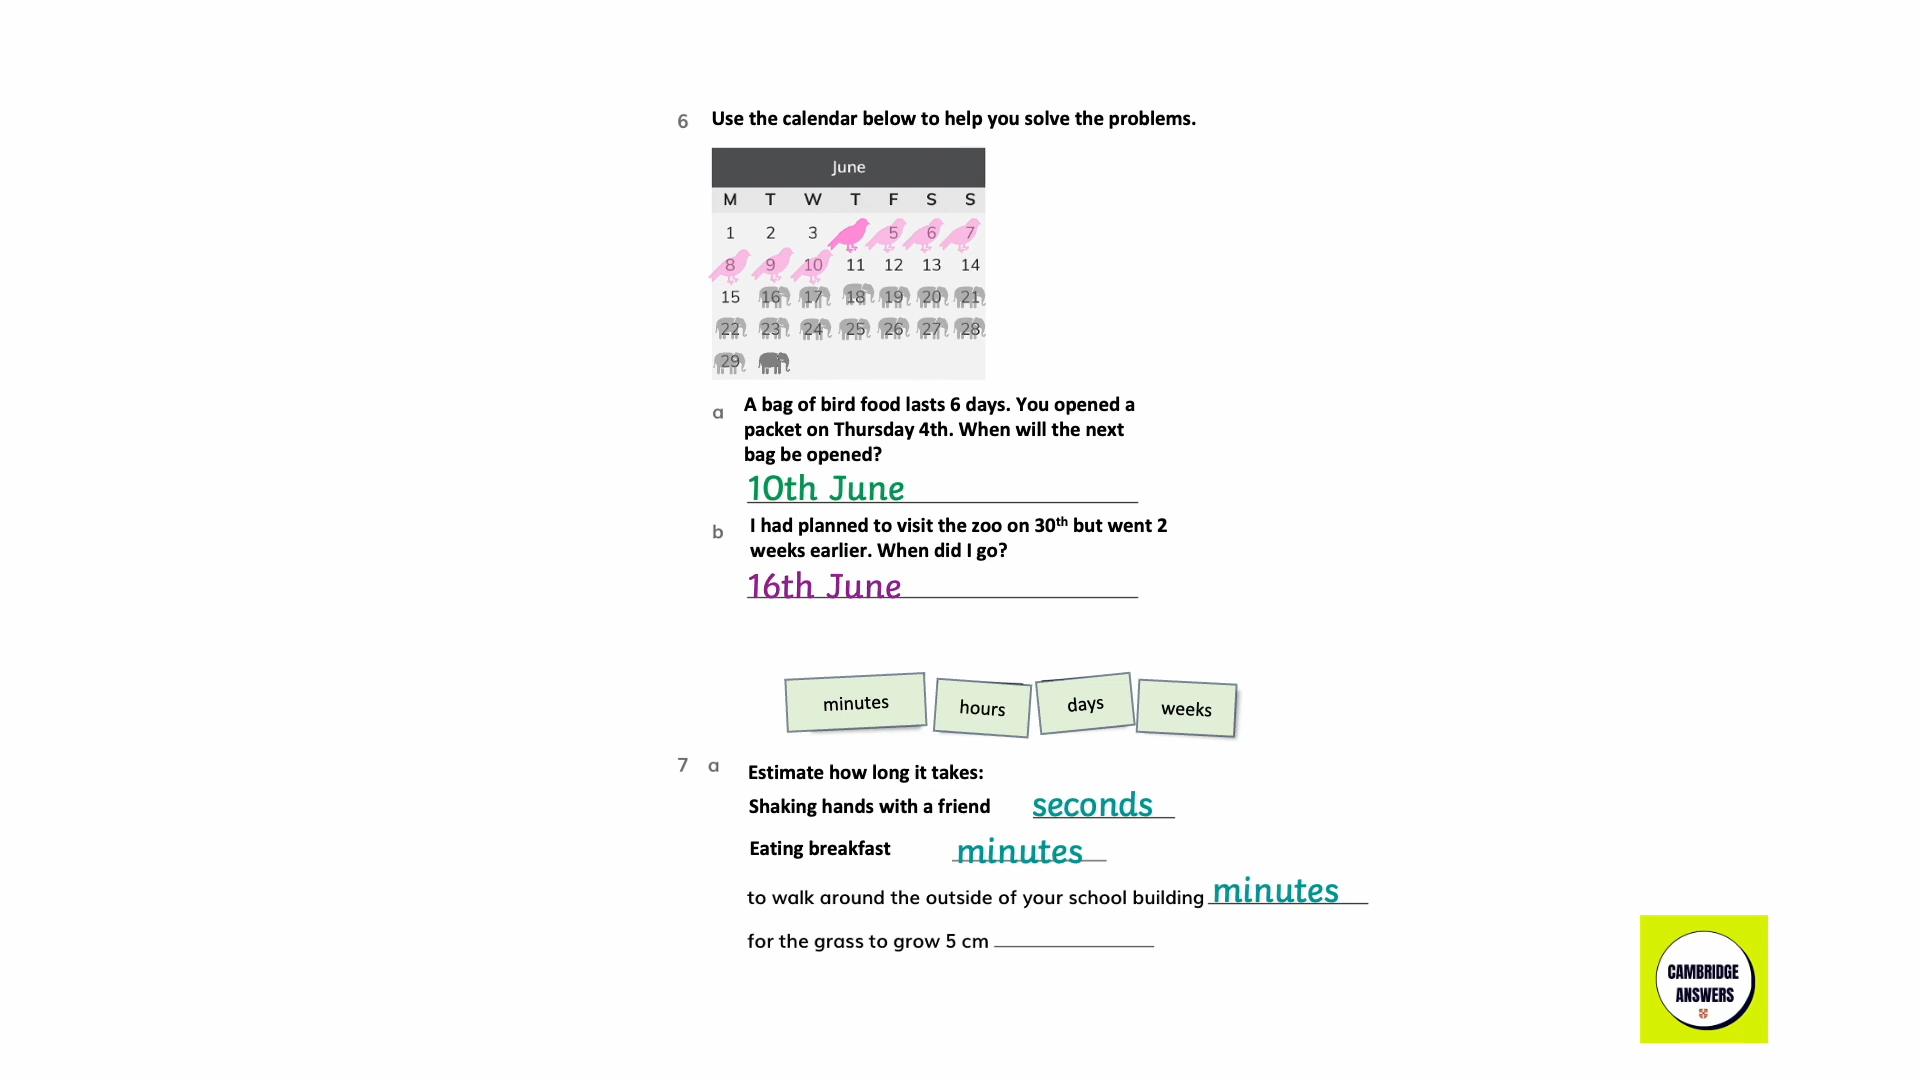 6 Use the calendar below to help you solve the problems.
June
M T W T F S S
1 2 3 5 6 7
8 9 10 11 12 13 14
15 16 17 18 19 20 21
22 23 24 25 26 27 28
29
a A bag of bird food lasts 6 days. You opened a
packet on Thursday 4th. When will the next
bag be opened?
10th June
b I had planned to visit the zoo on 30th but went 2
weeks earlier. When did I go?
16th June
minutes hours days weeks
7 a Estimate how long it takes:
Shaking hands with a friend seconds
Eating breakfast minutes
to walk around the outside of your school building minutes
for the grass to grow 5 cm
CAMBRIDGE
ANSWERS